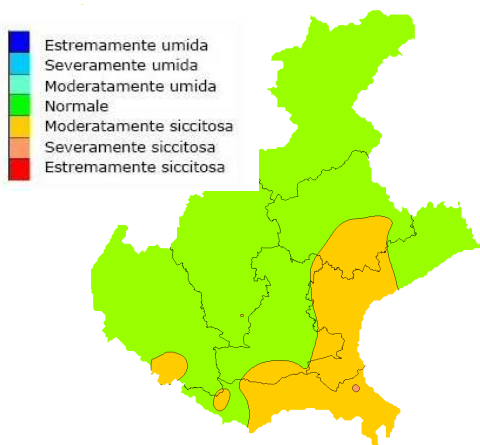 Estremamente umida
Severamente umida
Moderatamente umida
Normale
Moderatamente siccitosa
Severamente siccitosa
Estremamente siccitosa